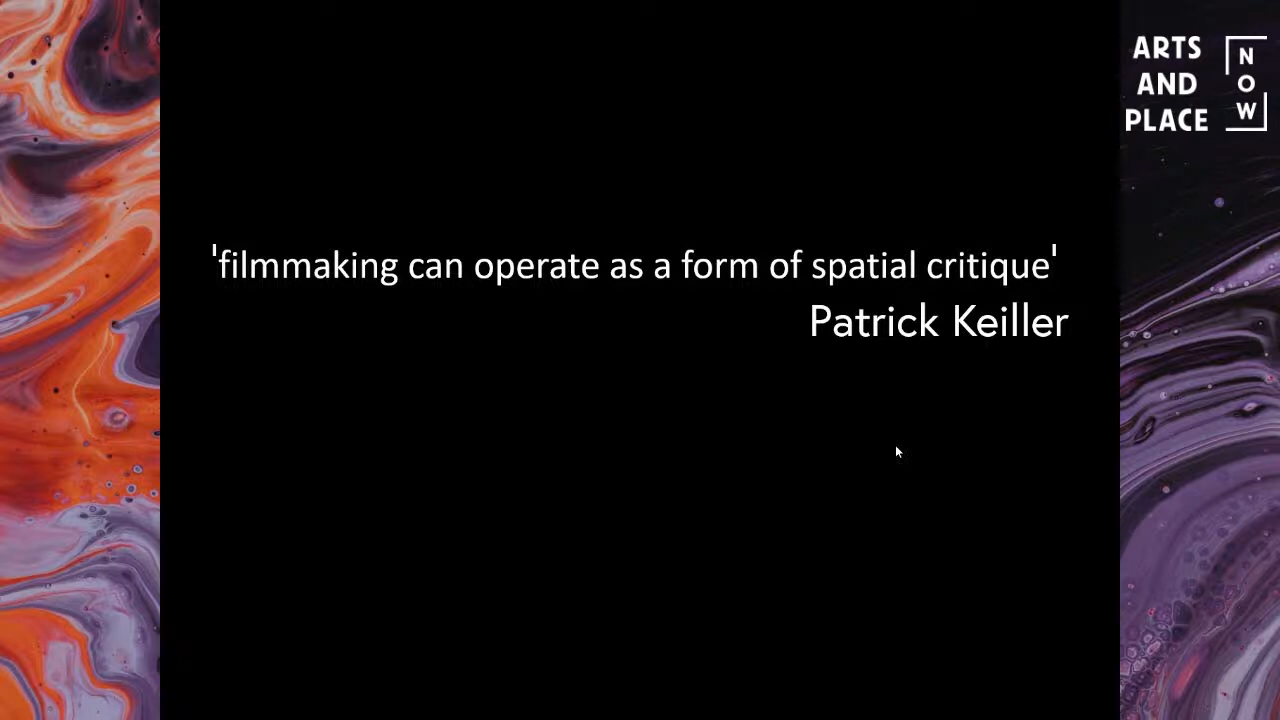 'filmmaking can operate as a form of spatial critique'
Patrick Keiller
ARTS
AND
PLACE
N
O
W